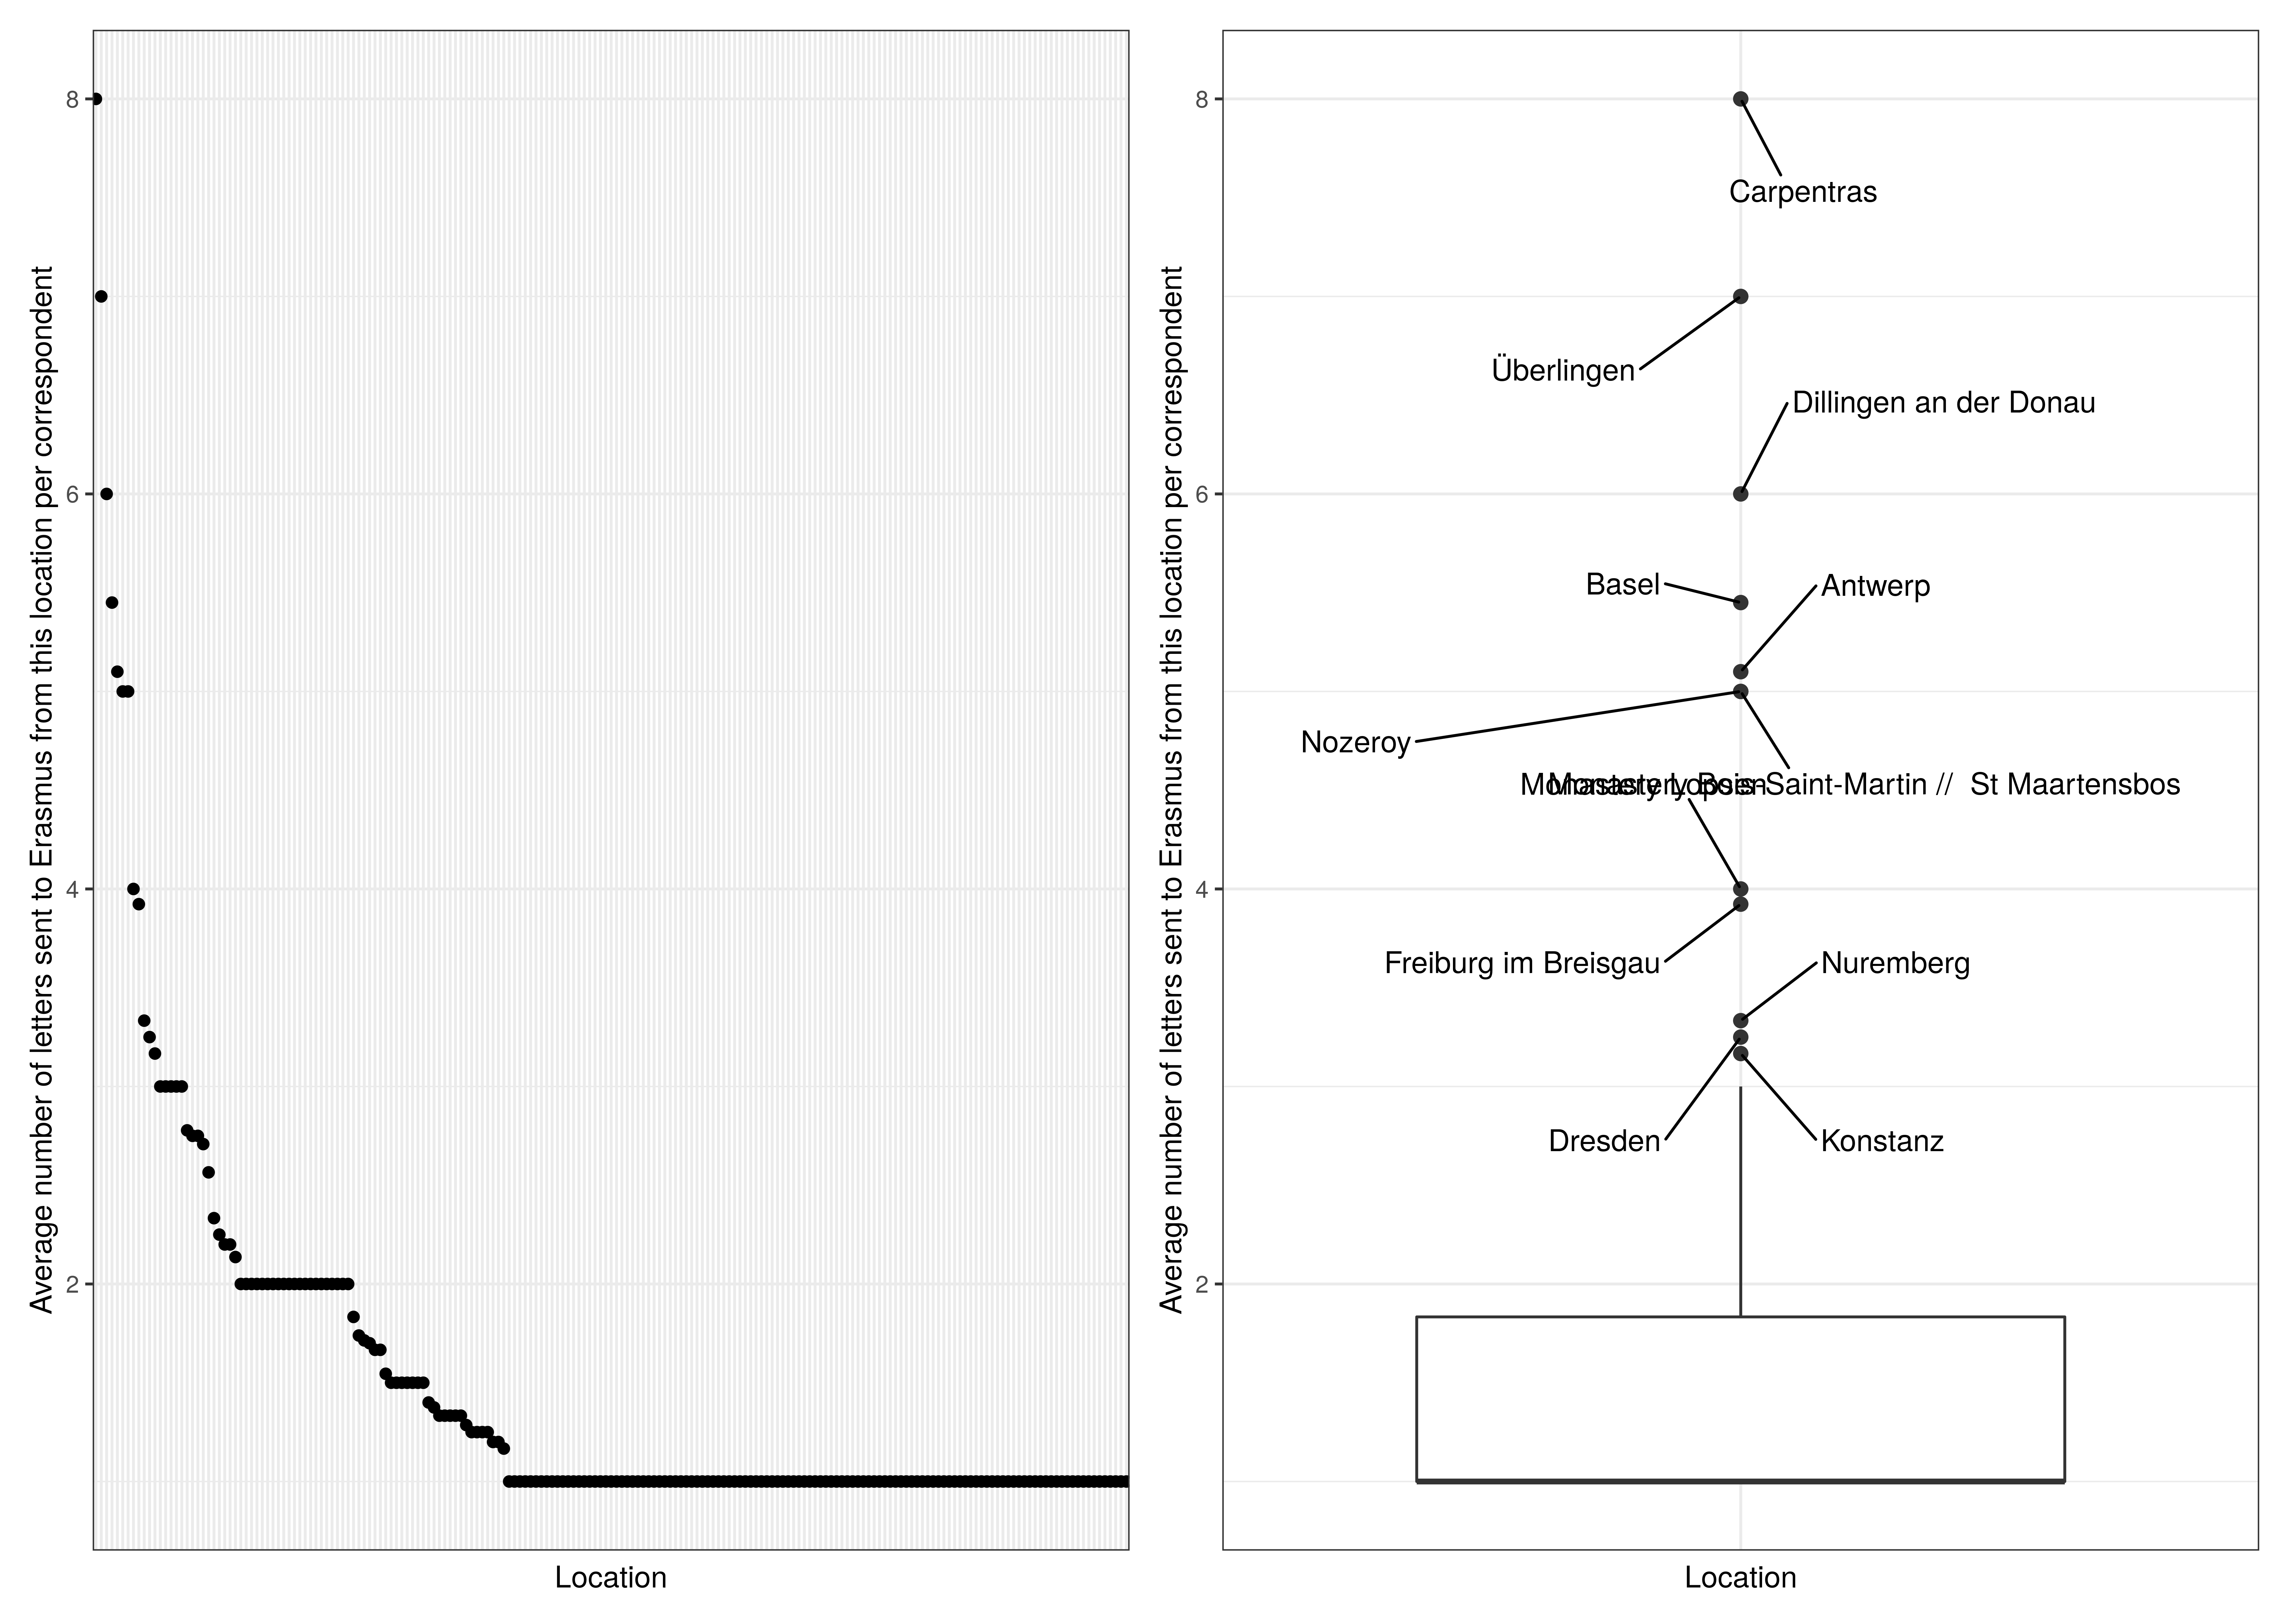 Average number of letters sent to Erasmus from this location per correspondent
8
6
4
2
Location
Average number of letters sent to Erasmus from this location per correspondent
8
6
4
2
Carpentras
Überlingen
Dillingen an der Donau
Basel
Antwerp
Nozeroy
Monastery Bois-Saint-Martin // St Maartensbos
Freiburg im Breisgau
Nuremberg
Dresden
Konstanz
Location